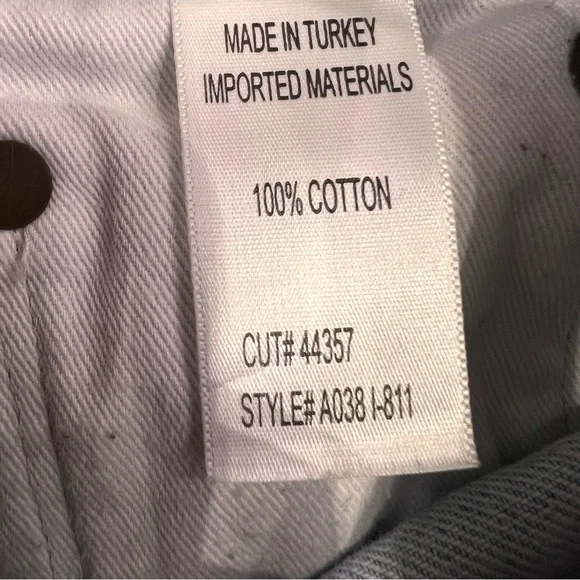 MADE IN TURKEY
IMPORTED MATERIALS
100% COTTON
CUT# 44357
STYLE# A038 I-811